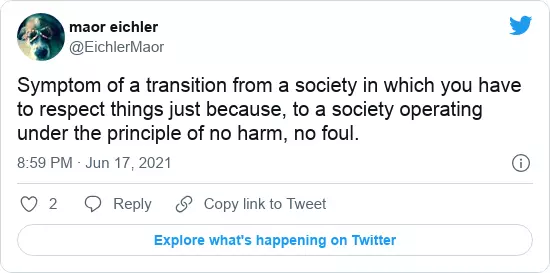 maor eichler
@EichlerMaor
Symptom of a transition from a society in which you have
to respect things just because, to a society operating
under the principle of no harm, no foul.
8:59 PM · Jun 17, 2021
2 Reply Copy link to Tweet
Explore what's happening on Twitter